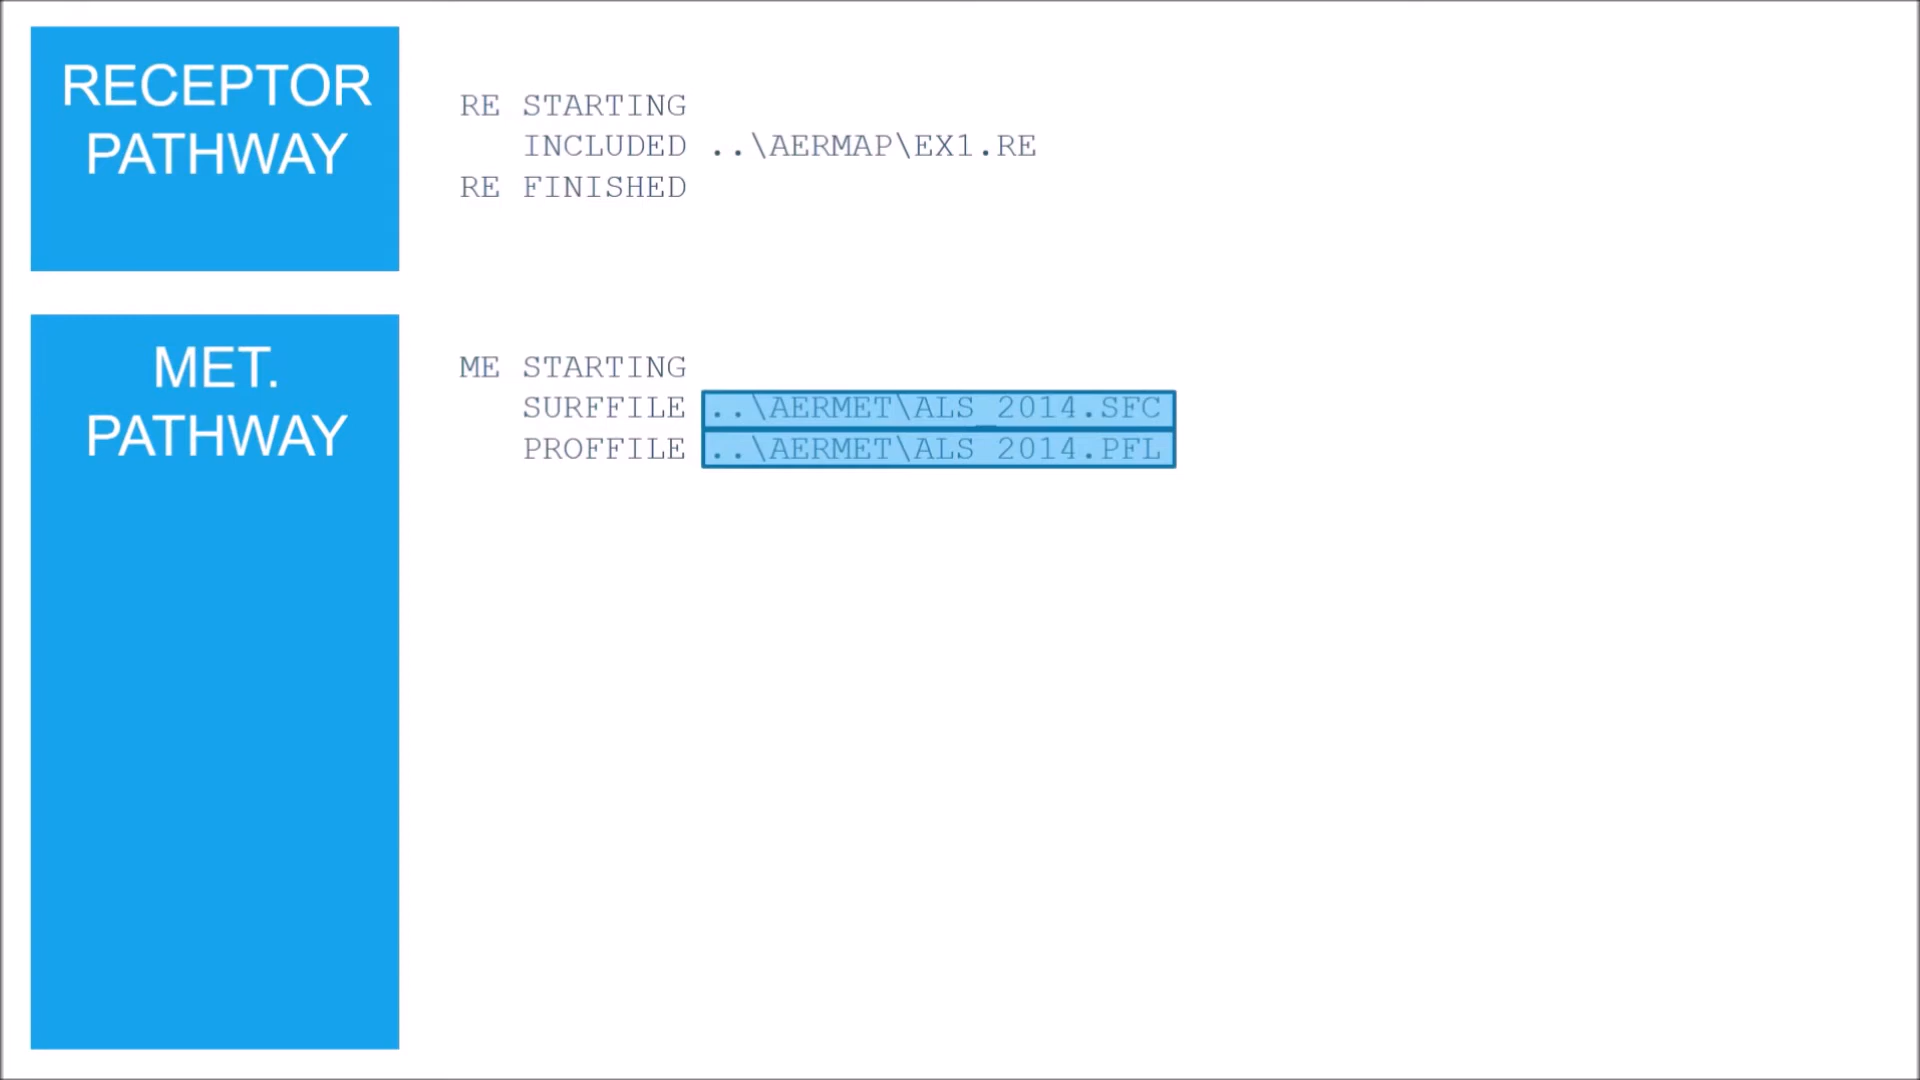 RECEPTOR
PATHWAY
RE STARTING
INCLUDED ..\AERMAP\EX1.RE
RE FINISHED
MET.
PATHWAY
ME STARTING
SURFFILE ..\AERMET\ALS_2014.SFC
PROFFILE ..\AERMET\ALS_2014.PFL